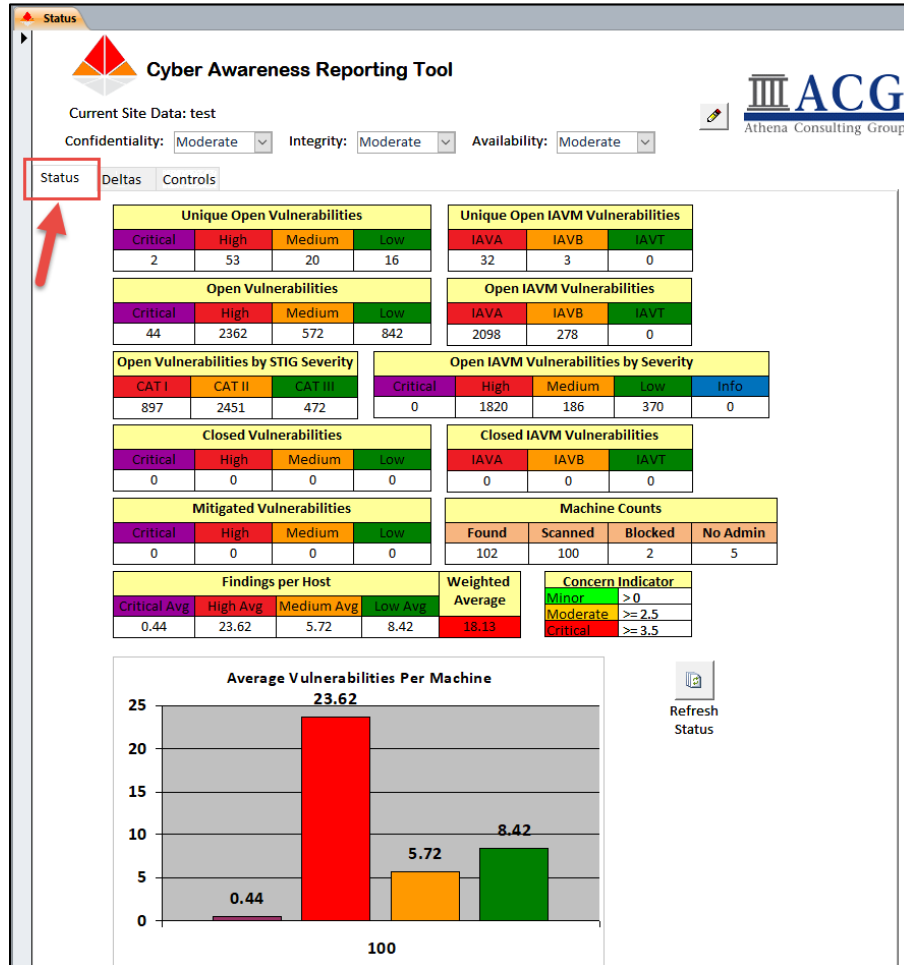 Status
Cyber Awareness Reporting Tool
ACG
Athena Consulting Group
Current Site Data: test
Confidentiality: Moderate Integrity: Moderate Availability: Moderate
Status Deltas Controls
Unique Open Vulnerabilities
Critical High Medium Low
2 53 20 16
Unique Open IAVM Vulnerabilities
IAVA IAVB IAVT
32 3 0
Open Vulnerabilities
Critical High Medium Low
44 2362 572 842
Open IAVM Vulnerabilities
IAVA IAVB IAVT
2098 278 0
Open Vulnerabilities by STIG Severity
CAT I CAT II CAT III
897 2451 472
Open IAVM Vulnerabilities by Severity
Critical High Medium Low Info
0 1820 186 370 0
Closed Vulnerabilities
Critical High Medium Low
0 0 0 0
Closed IAVM Vulnerabilities
IAVA IAVB IAVT
0 0 0
Mitigated Vulnerabilities
Critical High Medium Low
0 0 0 0
Machine Counts
Found Scanned Blocked No Admin
102 100 2 5
Findings per Host
Critical Avg High Avg Medium Avg Low Avg
0.44 23.62 5.72 8.42
Weighted
Average
18.13
Concern Indicator
Minor > 0
Moderate >= 2.5
Critical >= 3.5
Average Vulnerabilities Per Machine
23.62
25
20
15
10
8.42
5.72
5
0.44
0
100
Refresh
Status